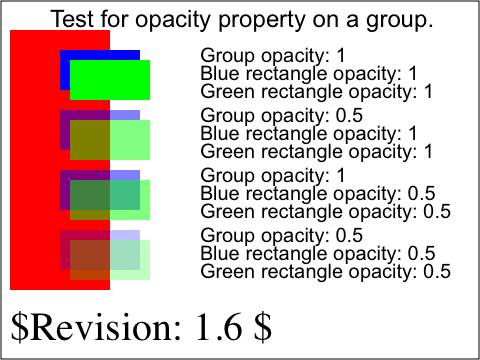 Test for opacity property on a group.
Group opacity: 1
Blue rectangle opacity: 1
Green rectangle opacity: 1
Group opacity: 0.5
Blue rectangle opacity: 1
Green rectangle opacity: 1
Group opacity: 1
Blue rectangle opacity: 0.5
Green rectangle opacity: 0.5
Group opacity: 0.5
Blue rectangle opacity: 0.5
Green rectangle opacity: 0.5
$Revision: 1.6 $